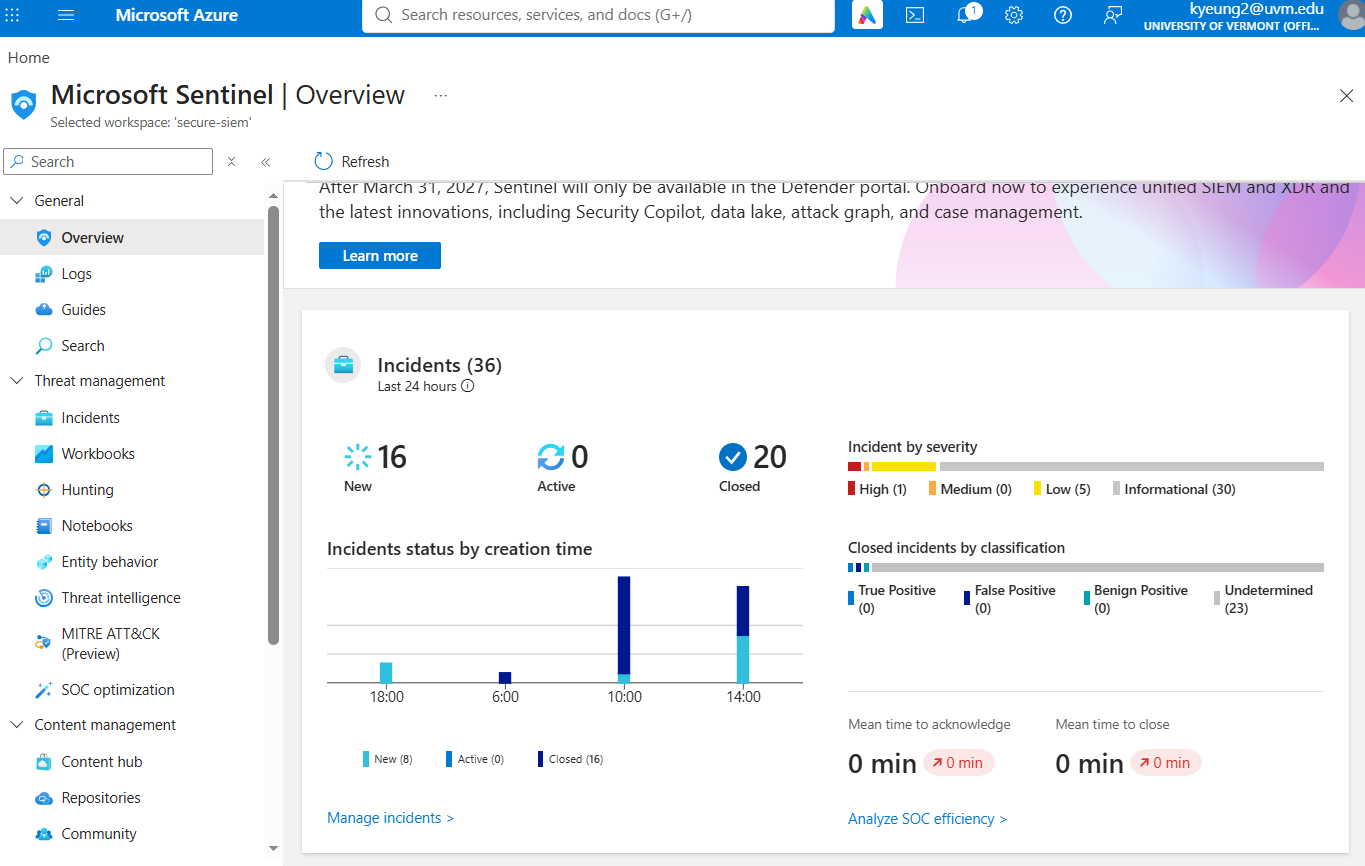 Microsoft Azure
Search resources, services, and docs (G+/)
1
kyeung2@uvm.edu
UNIVERSITY OF VERMONT (OFFI...
Home
Microsoft Sentinel | Overview ...
Selected workspace: 'secure-siem'
Search
Refresh
General
Overview
Logs
Guides
Search
Threat management
Incidents
Workbooks
Hunting
Notebooks
Entity behavior
Threat intelligence
MITRE ATT&CK
(Preview)
SOC optimization
Content management
Content hub
Repositories
Community
After March 31, 2027, Sentinel will only be available in the Defender portal. Onboard now to experience unified SIEM and XDR and
the latest innovations, including Security Copilot, data lake, attack graph, and case management.
Learn more
Incidents (36)
Last 24 hours
16
New
0
Active
20
Closed
Incident by severity
High (1) Medium (0) Low (5) Informational (30)
Incidents status by creation time
18:00 6:00 10:00 14:00
New (8) Active (0) Closed (16)
Manage incidents >
Closed incidents by classification
True Positive
(0)
False Positive
(0)
Benign Positive
(0)
Undetermined
(23)
Mean time to acknowledge
0 min 0 min
Mean time to close
0 min 0 min
Analyze SOC efficiency >